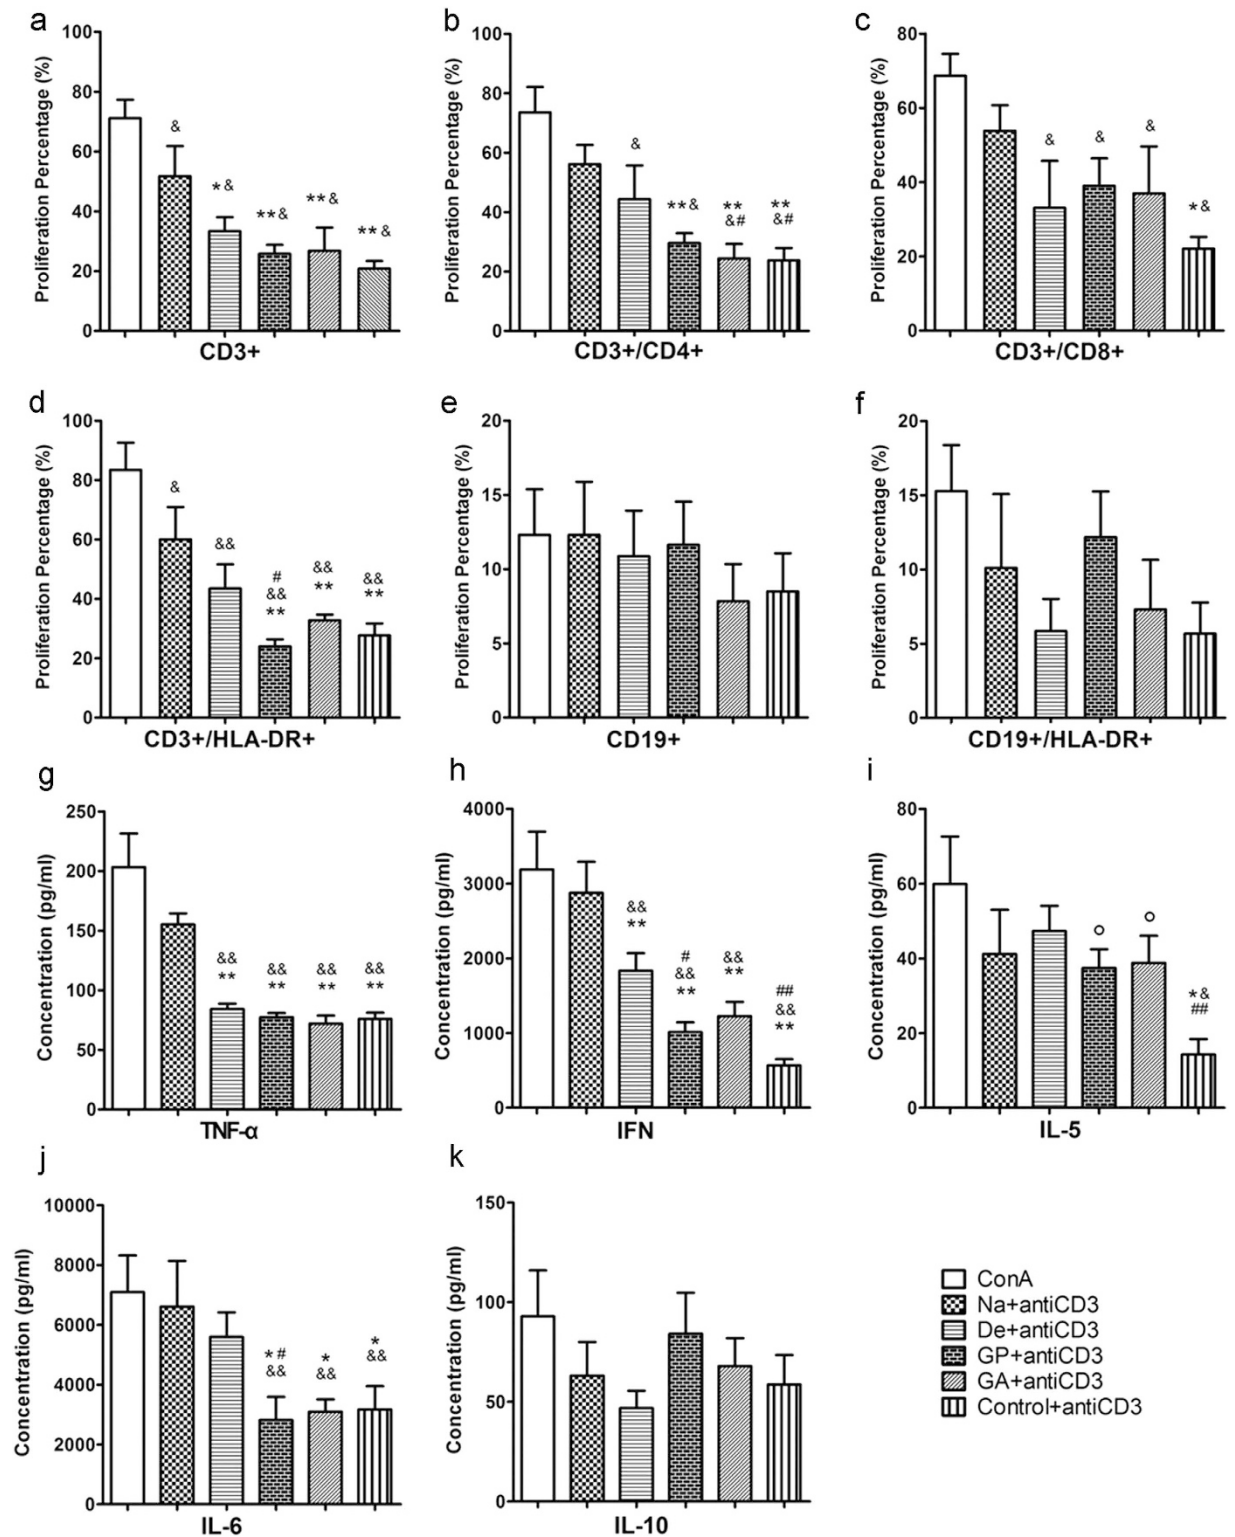 a
Proliferation Percentage (%)
100
80
60
40
20
0
&
*&
**&
**&
**&
CD3+
b
Proliferation Percentage (%)
100
80
60
40
20
0
&
**&
**
&#
**
&#
CD3+/CD4+
c
Proliferation Percentage (%)
80
60
40
20
0
&
&
&
*&
CD3+/CD8+
d
Proliferation Percentage (%)
100
80
60
40
20
0
&
&&
#
&&
**
&&
**
&&
**
CD3+/HLA-DR+
e
Proliferation Percentage (%)
20
15
10
5
0
CD19+
f
Proliferation Percentage (%)
20
15
10
5
0
CD19+/HLA-DR+
g
Concentration (pg/ml)
250
200
150
100
50
0
&&
**
&&
**
&&
**
&&
**
TNF-α
h
Concentration (pg/ml)
4000
3000
2000
1000
0
&&
**
#
&&
**
&&
**
##
&&
**
IFN
i
Concentration (pg/ml)
80
60
40
20
0
○
○
*&
##
IL-5
j
Concentration (pg/ml)
10000
8000
6000
4000
2000
0
*#
&&
*
&&
*
&&
IL-6
k
Concentration (pg/ml)
150
100
50
0
IL-10
ConA
Na+antiCD3
De+antiCD3
GP+antiCD3
GA+antiCD3
Control+antiCD3